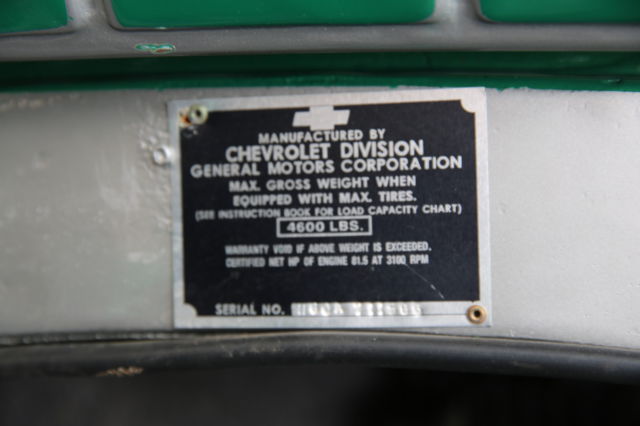 MANUFACTURED BY
CHEVROLET DIVISION
GENERAL MOTORS CORPORATION
MAX. GROSS WEIGHT WHEN
EQUIPPED WITH MAX. TIRES.
(SEE INSTRUCTION BOOK FOR LOAD CAPACITY CHART)
4600 LBS.
WARRANTY VOID IF ABOVE WEIGHT IS EXCEEDED.
CERTIFIED NET HP OF ENGINE 81.5 AT 3100 RPM
SERIAL NO.